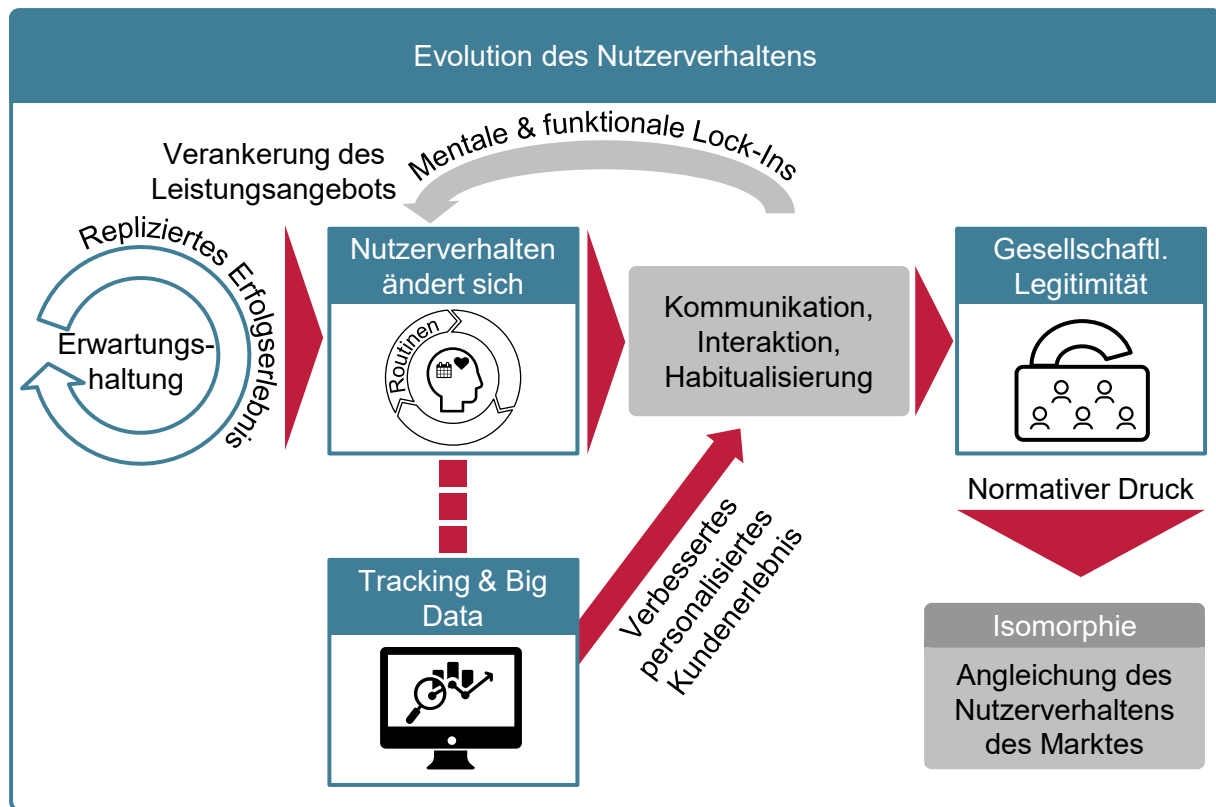 Evolution des Nutzerverhaltens
Mentale & funktionale Lock-Ins
Verankerung des
Leistungsangebots
Repliziertes Erfolgserlebnis
Erwartungs-
haltung
Nutzerverhalten
ändert sich
Routinen
Kommunikation,
Interaktion,
Habitualisierung
Gesellschaftl.
Legitimität
Tracking & Big
Data
Verbessertes
personalisiertes
Kundenerlebnis
Normativer Druck
Isomorphie
Angleichung des
Nutzerverhaltens
des Marktes